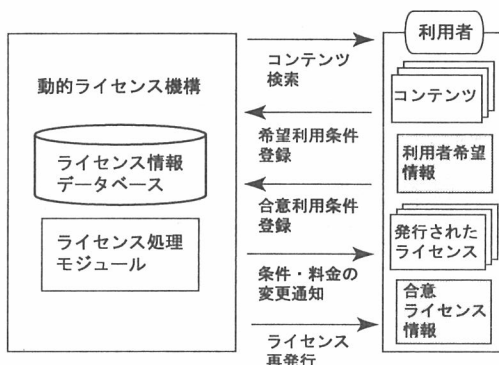 動的ライセンス機構
ライセンス情報
データベース
ライセンス処理
モジュール
コンテンツ
検索
希望利用条件
登録
合意利用条件
登録
条件・料金の
変更通知
ライセンス
再発行
利用者
コンテンツ
利用者希望
情報
発行された
ライセンス
合意
ライセンス
情報